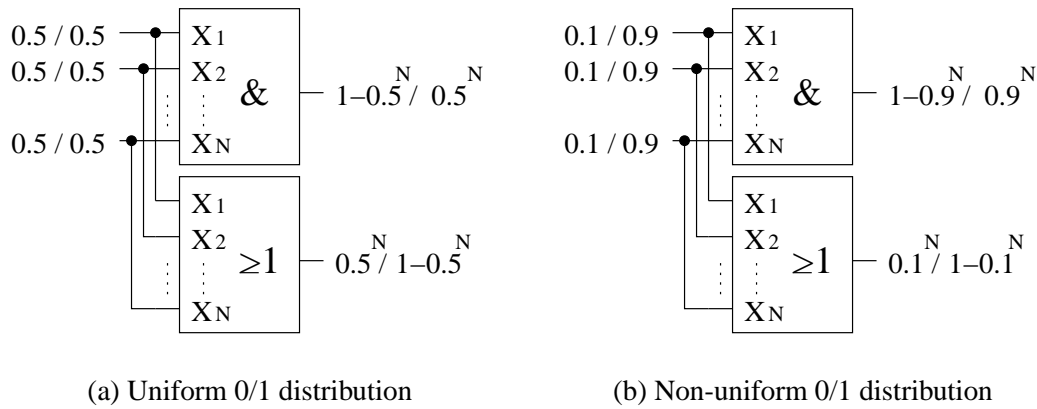 0.5 / 0.5 X1
0.5 / 0.5 X2
& 1–0.5^N / 0.5^N
0.5 / 0.5 XN
X1
X2
≥1 0.5^N / 1–0.5^N
XN
(a) Uniform 0/1 distribution
0.1 / 0.9 X1
0.1 / 0.9 X2
& 1–0.9^N / 0.9^N
0.1 / 0.9 XN
X1
X2
≥1 0.1^N / 1–0.1^N
XN
(b) Non-uniform 0/1 distribution